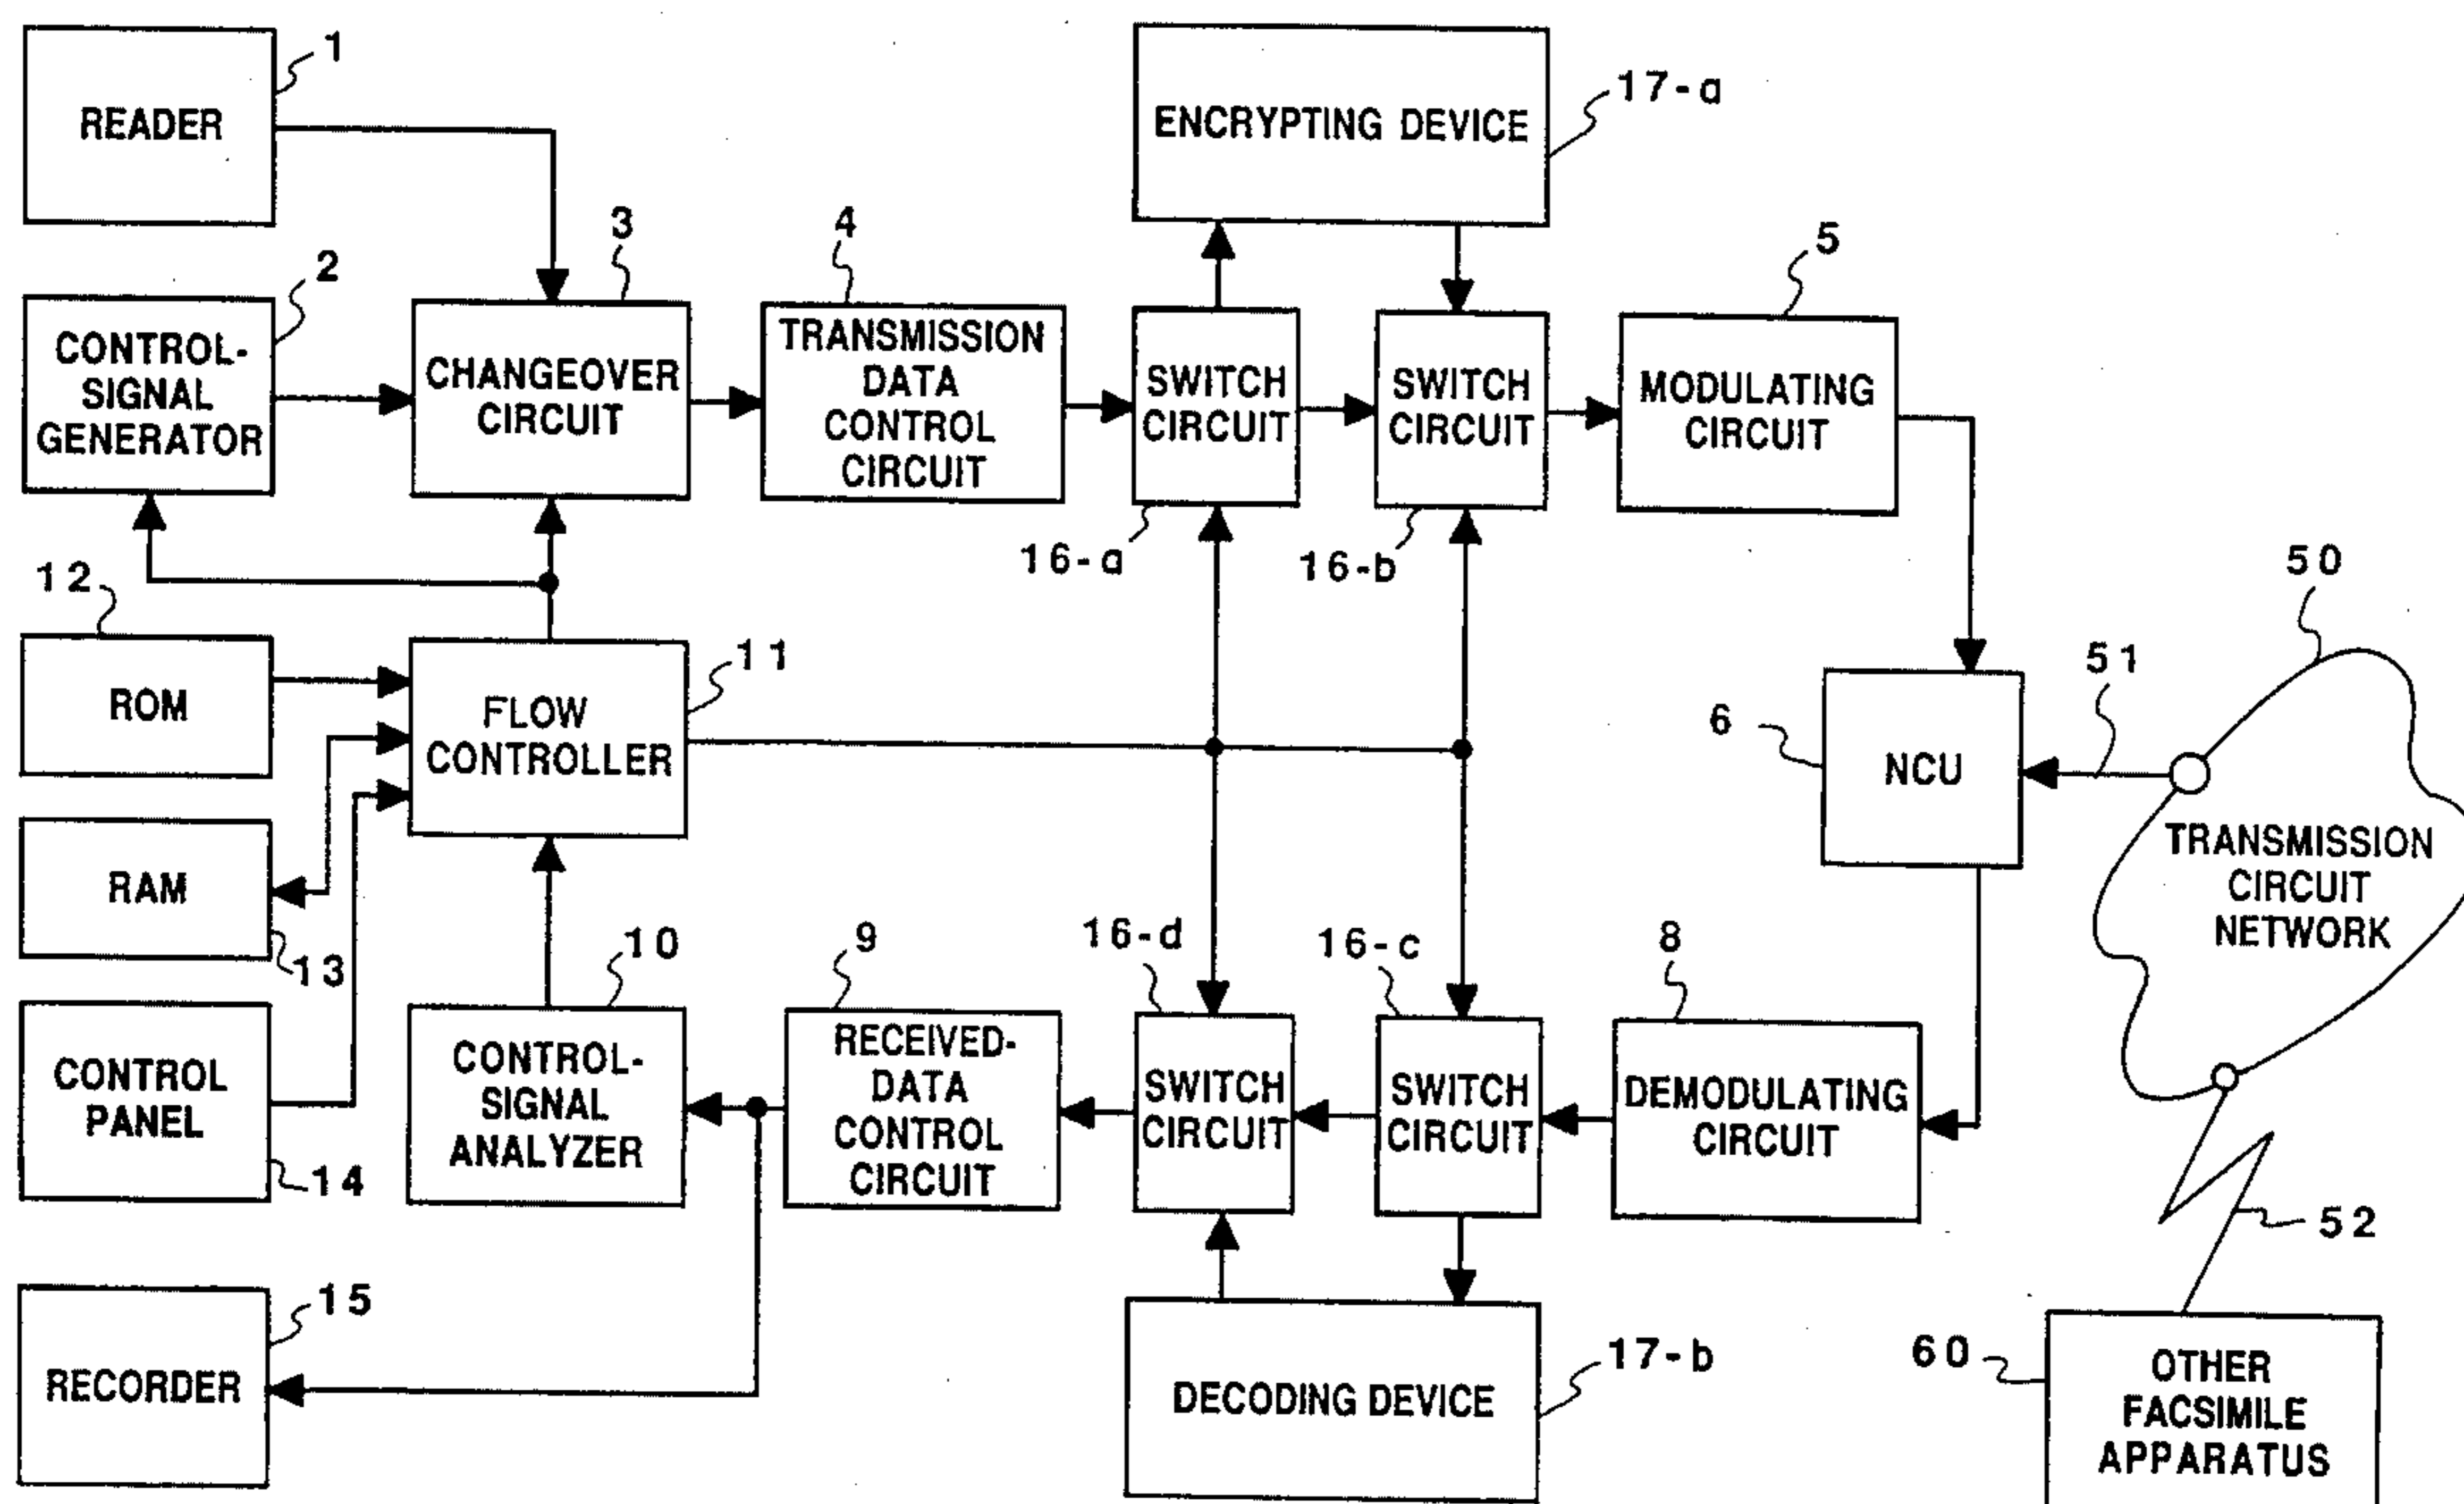 1
READER
ENCRYPTING DEVICE
17-a
2
CONTROL-
SIGNAL
GENERATOR
3
CHANGEOVER
CIRCUIT
4
TRANSMISSION
DATA
CONTROL
CIRCUIT
SWITCH
CIRCUIT
16-a
SWITCH
CIRCUIT
16-b
5
MODULATING
CIRCUIT
12
ROM
11
FLOW
CONTROLLER
6
NCU
51
50
TRANSMISSION
CIRCUIT
NETWORK
RAM
13
CONTROL
PANEL
14
10
CONTROL-
SIGNAL
ANALYZER
9
RECEIVED-
DATA
CONTROL
CIRCUIT
16-d
SWITCH
CIRCUIT
16-c
SWITCH
CIRCUIT
8
DEMODULATING
CIRCUIT
52
15
RECORDER
DECODING DEVICE
17-b
60
OTHER
FACSIMILE
APPARATUS